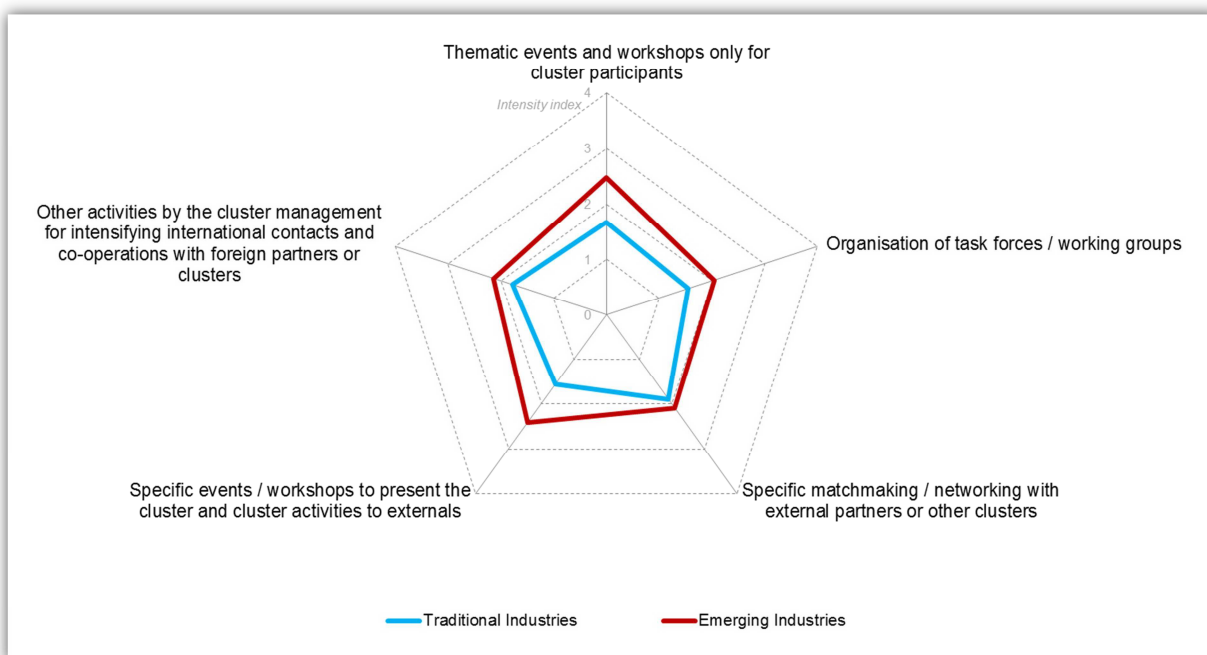 Thematic events and workshops only for
cluster participants
4
Intensity index
3
2
1
0
Other activities by the cluster management
for intensifying international contacts and
co-operations with foreign partners or
clusters
Organisation of task forces / working groups
Specific events / workshops to present the
cluster and cluster activities to externals
Specific matchmaking / networking with
external partners or other clusters
Traditional Industries
Emerging Industries